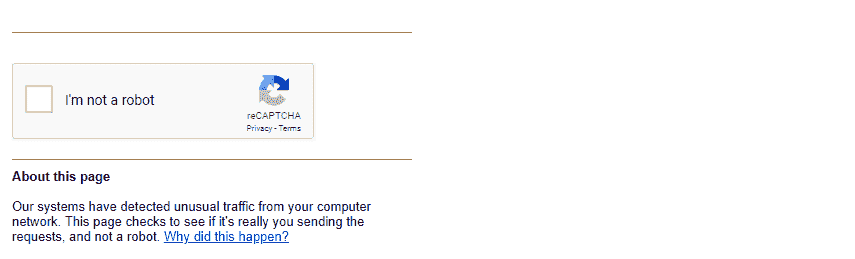 I'm not a robot
reCAPTCHA
Privacy - Terms
About this page
Our systems have detected unusual traffic from your computer
network. This page checks to see if it's really you sending the
requests, and not a robot. Why did this happen?